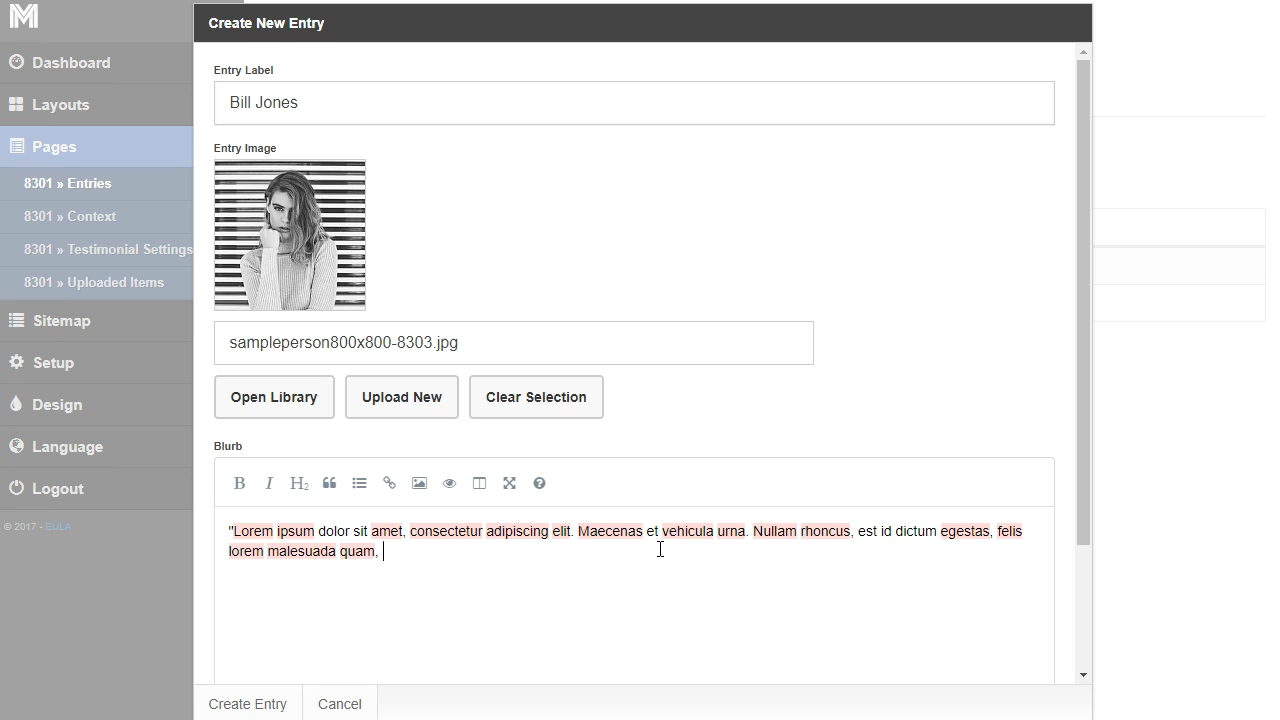 M
Create New Entry
Dashboard
Layouts
Pages
8301 » Entries
8301 » Context
8301 » Testimonial Settings
8301 » Uploaded Items
Sitemap
Setup
Design
Language
Logout
© 2017 - EULA
Entry Label
Bill Jones
Entry Image
sampleperson800x800-8303.jpg
Open Library
Upload New
Clear Selection
Blurb
B I H2
"Lorem ipsum dolor sit amet, consectetur adipiscing elit. Maecenas et vehicula urna. Nullam rhoncus, est id dictum egestas, felis
lorem malesuada quam,
Create Entry
Cancel